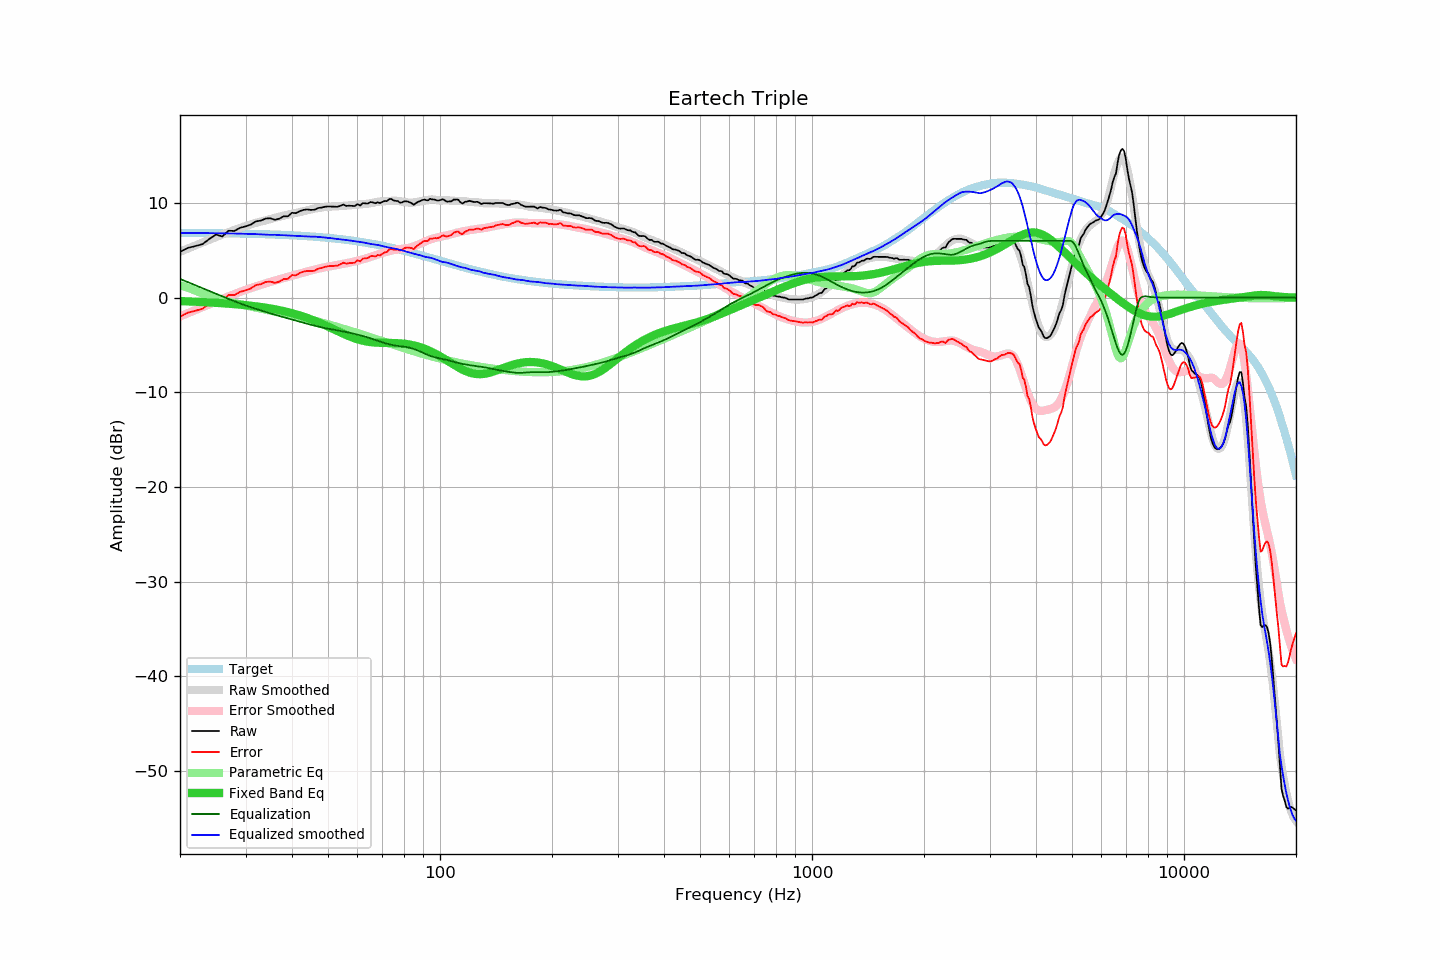 Eartech Triple
Amplitude (dBr)
10
0
−10
−20
−30
−40
−50
Target
Raw Smoothed
Error Smoothed
Raw
Error
Parametric Eq
Fixed Band Eq
Equalization
Equalized smoothed
100
1000
10000
Frequency (Hz)